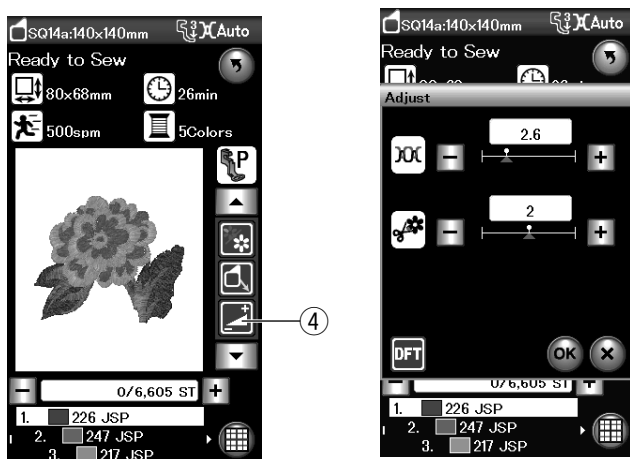 SQ14a:140x140mm
3
Auto
Ready to Sew
80x68mm
26min
500spm
5Colors
P
4
0/6,605 ST
1. 226 JSP
2. 247 JSP
3. 217 JSP
SQ14a:140x140mm
3
Auto
Ready to Sew
Adjust
2.6
2
DFT
OK
0/6,605 ST
1. 226 JSP
2. 247 JSP
3. 217 JSP